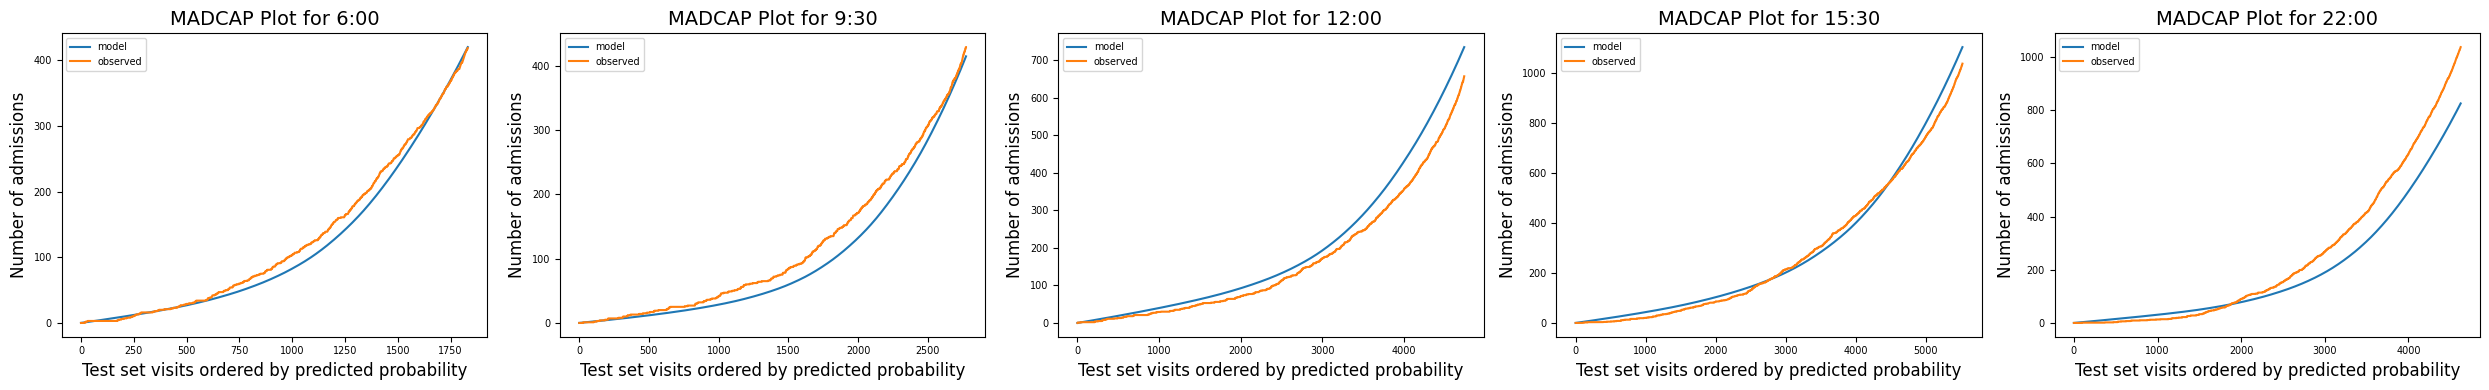 MADCAP Plot for 6:00
model
observed
Number of admissions
400
300
200
100
0
0 250 500 750 1000 1250 1500 1750
Test set visits ordered by predicted probability
MADCAP Plot for 9:30
model
observed
Number of admissions
400
300
200
100
0
0 500 1000 1500 2000 2500
Test set visits ordered by predicted probability
MADCAP Plot for 12:00
model
observed
Number of admissions
700
600
500
400
300
200
100
0
0 1000 2000 3000 4000
Test set visits ordered by predicted probability
MADCAP Plot for 15:30
model
observed
Number of admissions
1000
800
600
400
200
0
0 1000 2000 3000 4000 5000
Test set visits ordered by predicted probability
MADCAP Plot for 22:00
model
observed
Number of admissions
1000
800
600
400
200
0
0 1000 2000 3000 4000
Test set visits ordered by predicted probability